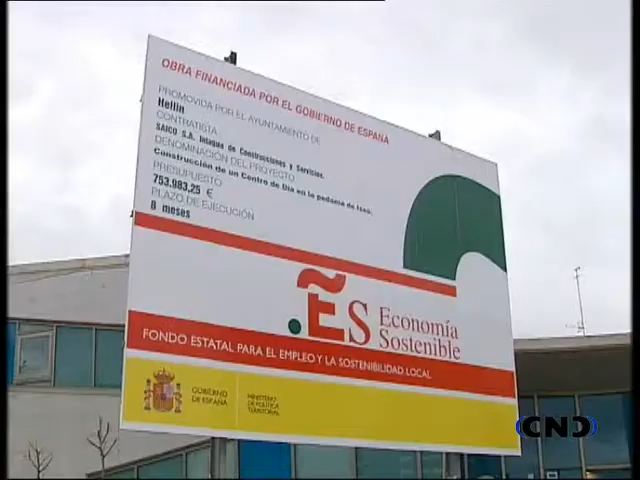 OBRA FINANCIADA POR EL GOBIERNO DE ESPAÑA
PROMOVIDA POR EL AYUNTAMIENTO DE
Hellín
CONTRATISTA
SAICO S.A. Intagua de Construcciones y Servicios.
DENOMINACIÓN DEL PROYECTO
Construcción de un Centro de Día en la pedanía de Isso.
PRESUPUESTO
753.983,25 €
PLAZO DE EJECUCIÓN
8 meses
.ES Economía
Sostenible
FONDO ESTATAL PARA EL EMPLEO Y LA SOSTENIBILIDAD LOCAL
GOBIERNO
DE ESPAÑA
MINISTERIO
DE POLÍTICA
TERRITORIAL
CND